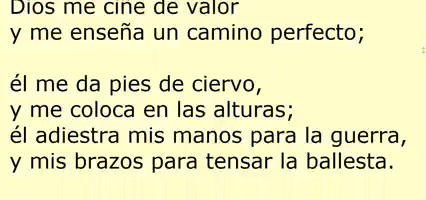 Dios me ciñe de valor
y me enseña un camino perfecto;
él me da pies de ciervo,
y me coloca en las alturas;
él adiestra mis manos para la guerra,
y mis brazos para tensar la ballesta.